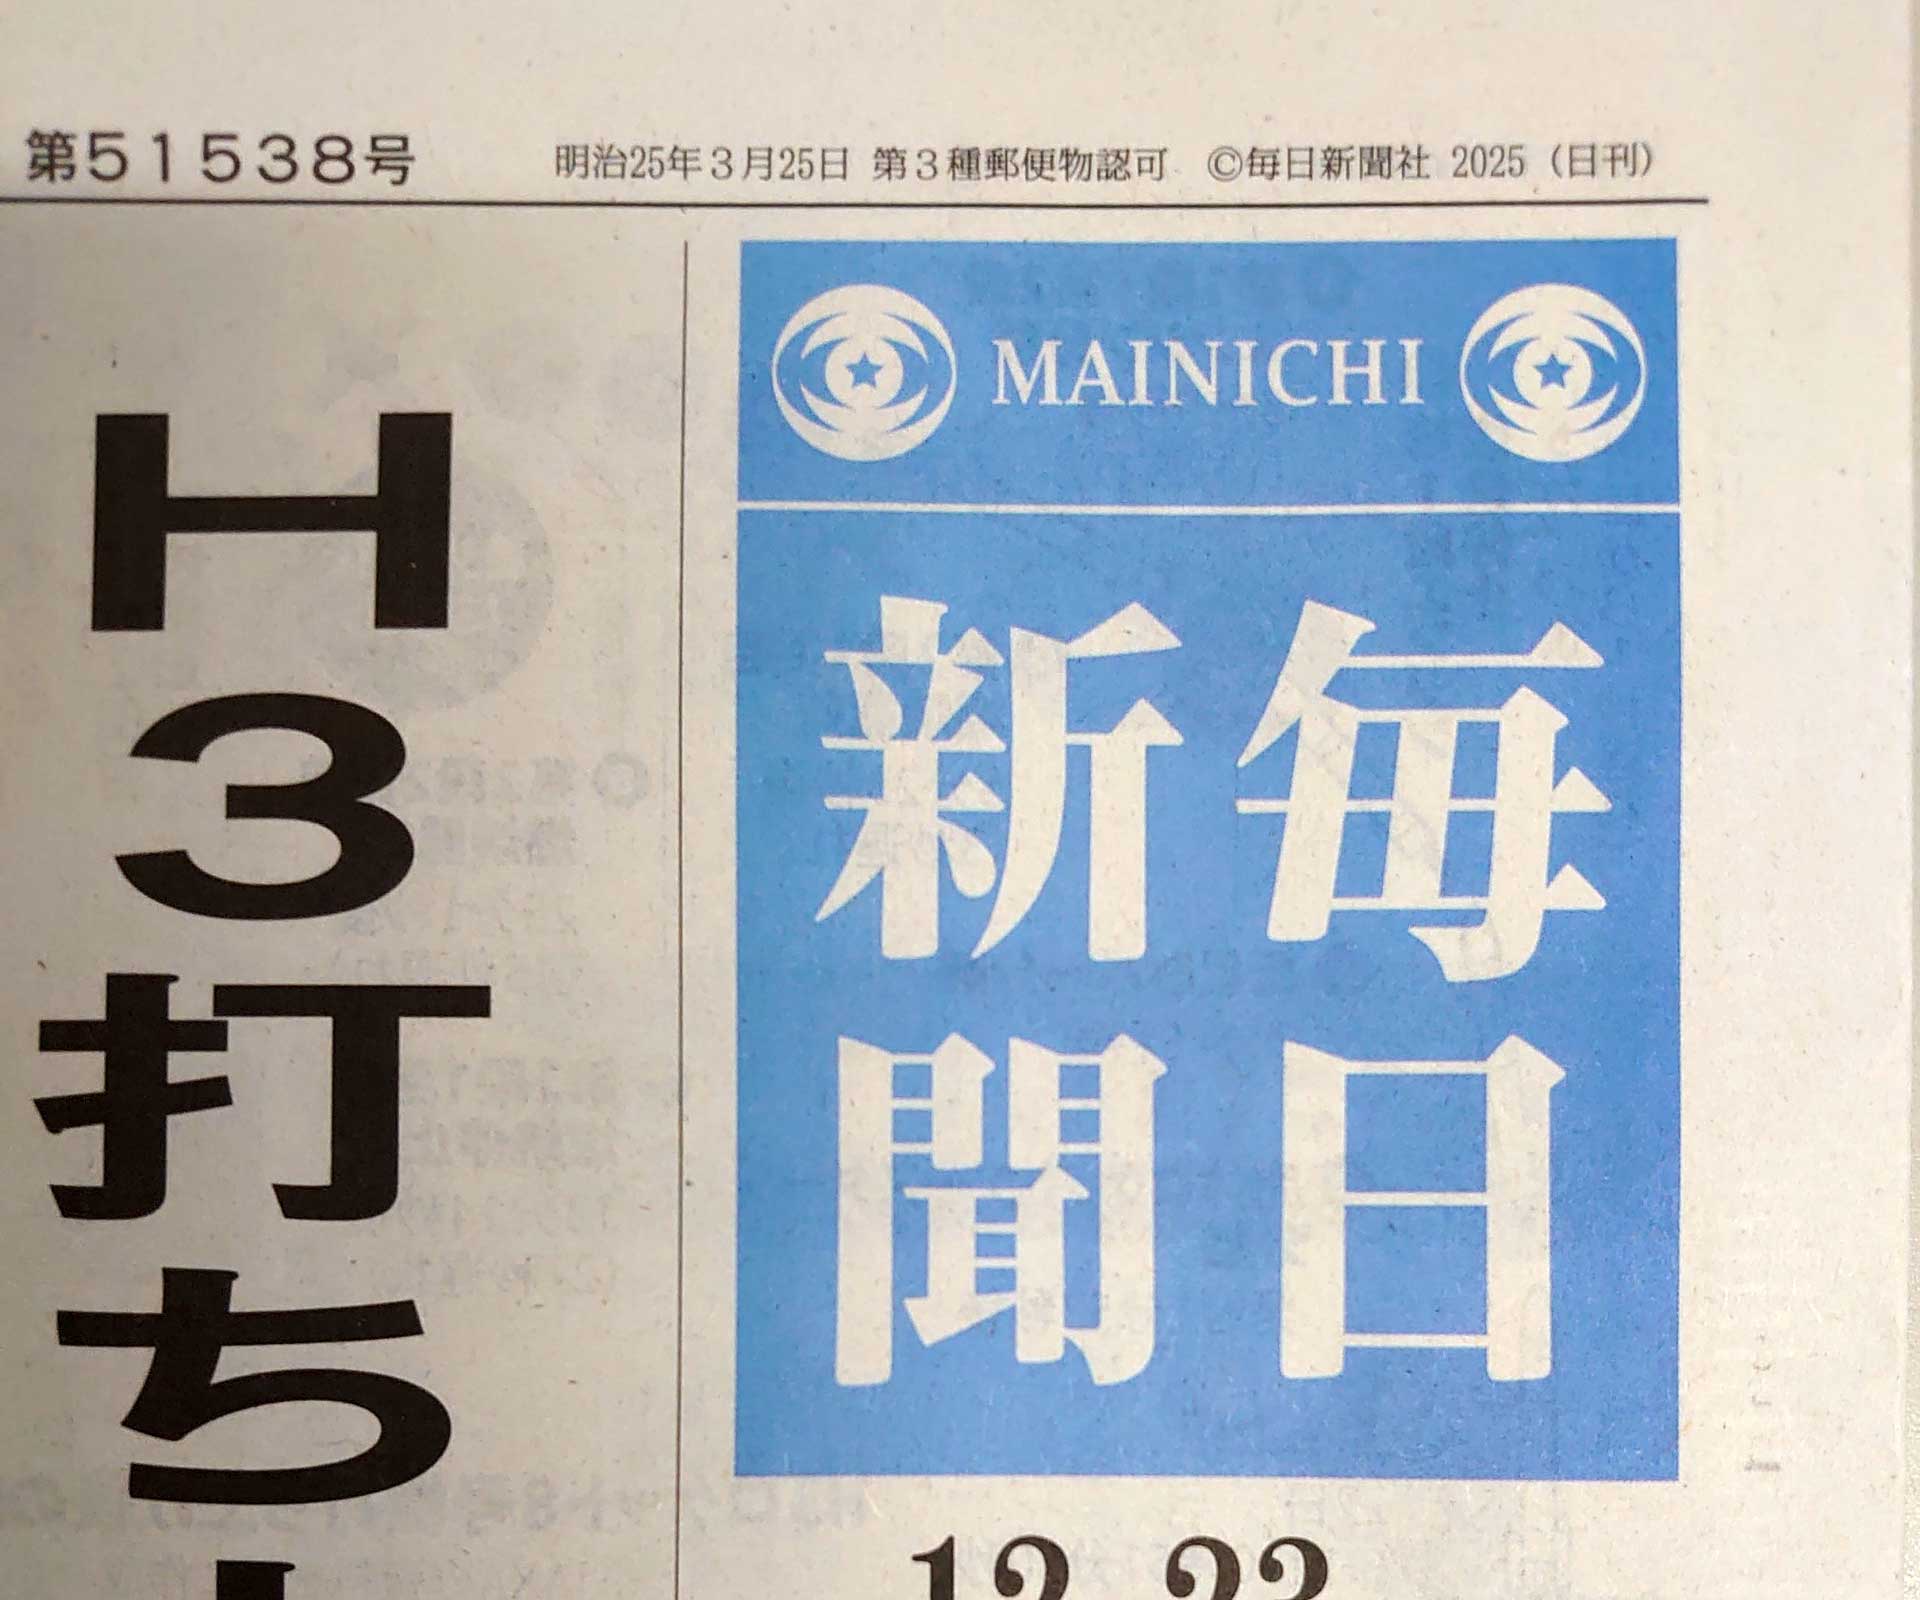 第51538号 明治25年3月25日 第3種郵便物認可 ©毎日新聞社 2025（日刊）
MAINICHI
毎日
新聞
12 23
H3打ち